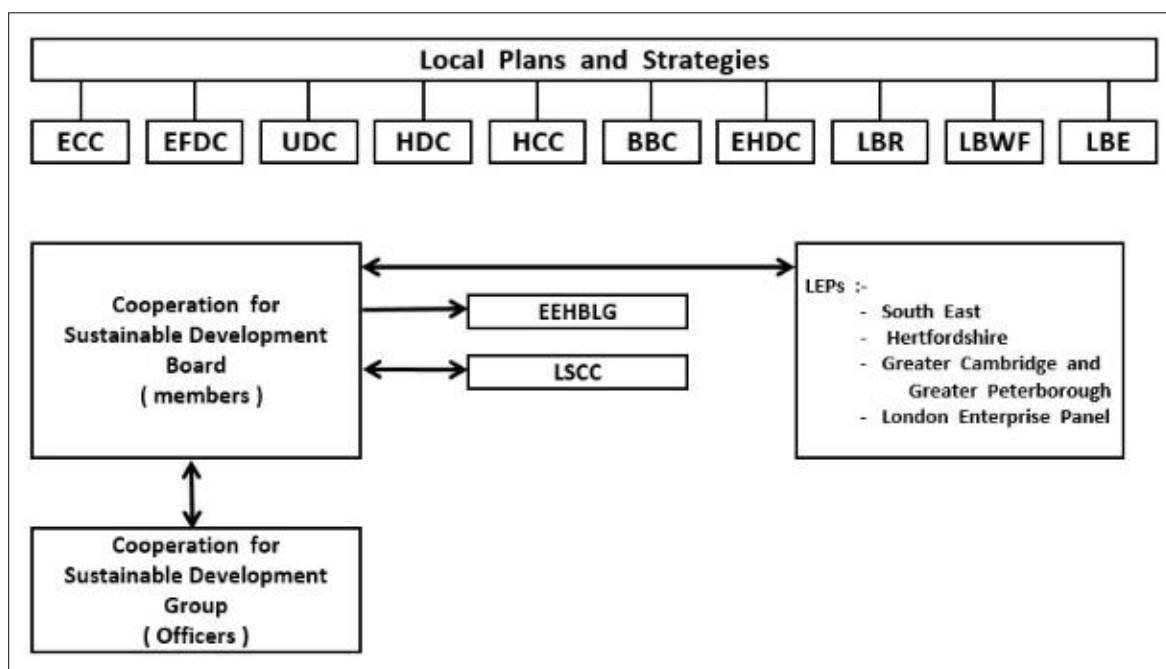 Local Plans and Strategies
ECC EFDC UDC HDC HCC BBC EHDC LBR LBWF LBE
Cooperation for
Sustainable Development
Board
( members )
EEHBLG
LSCC
LEPs :-
- South East
- Hertfordshire
- Greater Cambridge and
Greater Peterborough
- London Enterprise Panel
Cooperation for
Sustainable Development
Group
( Officers )